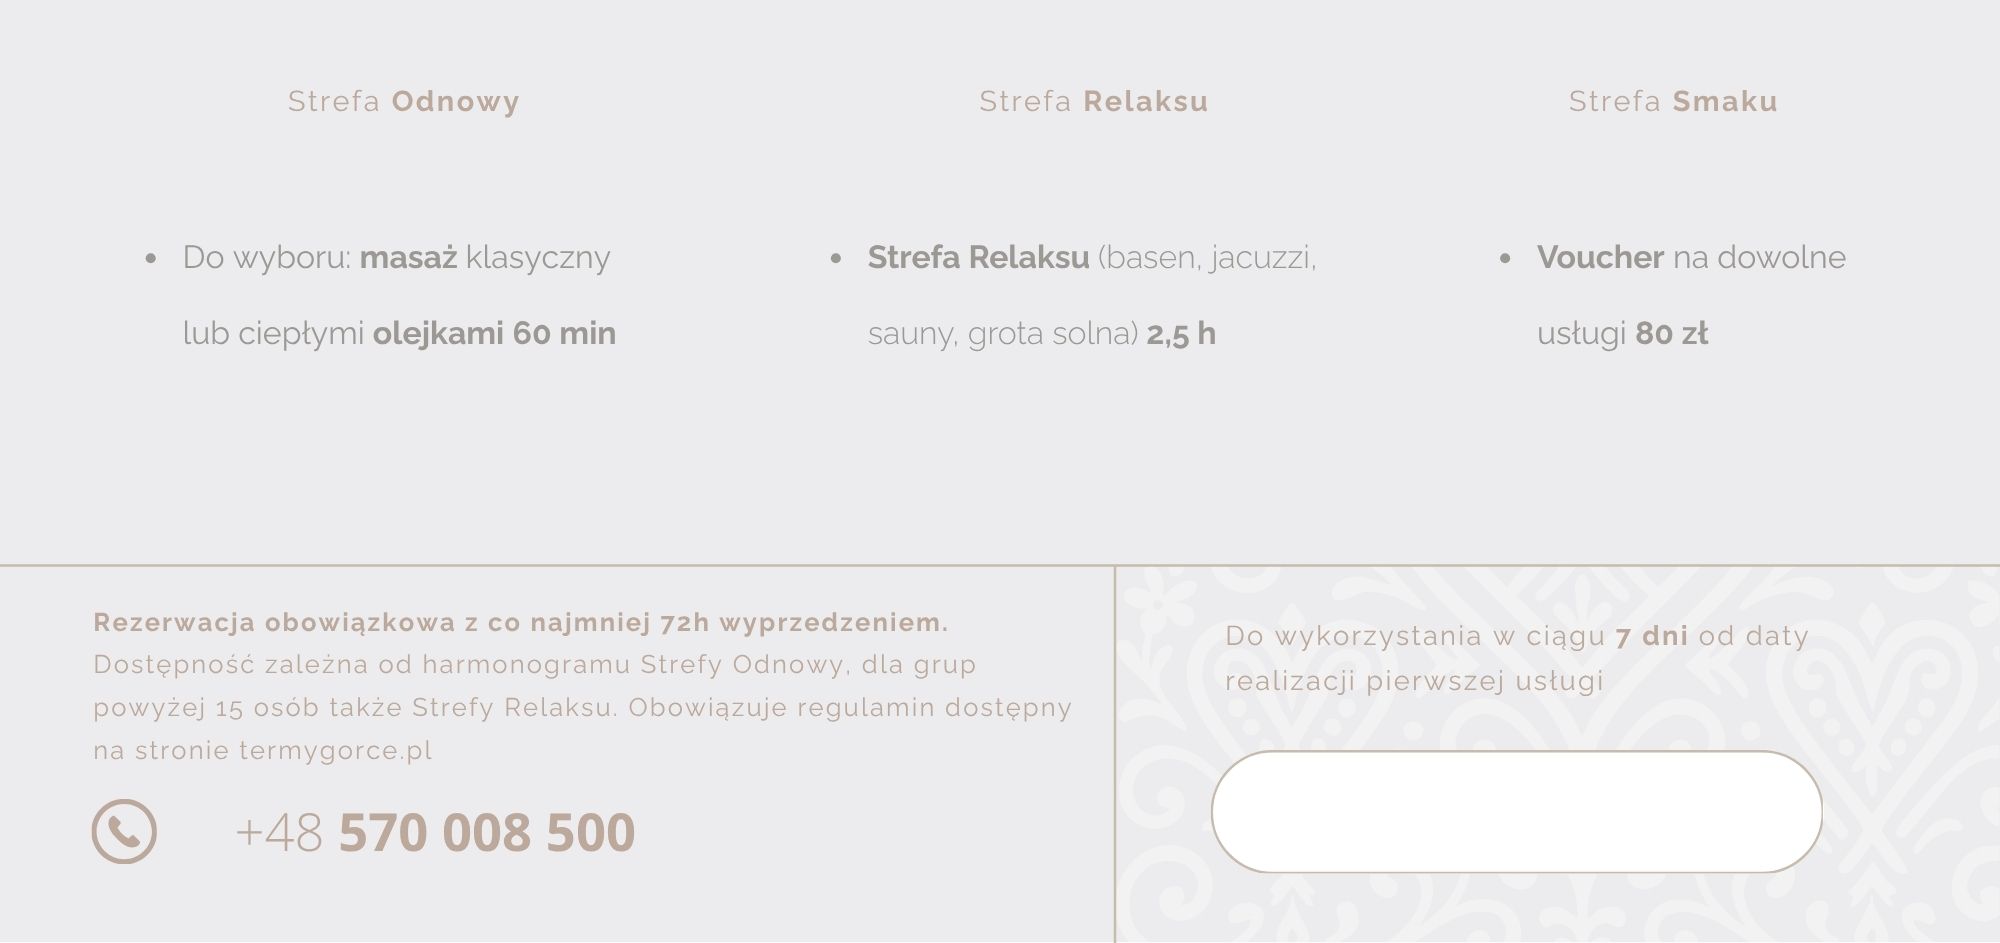 Strefa Odnowy
• Do wyboru: masaż klasyczny
lub ciepłymi olejkami 60 min
Strefa Relaksu
• Strefa Relaksu (basen, jacuzzi,
sauny, grota solna) 2,5 h
Strefa Smaku
• Voucher na dowolne
usługi 80 zł
Rezerwacja obowiązkowa z co najmniej 72h wyprzedzeniem.
Dostępność zależna od harmonogramu Strefy Odnowy, dla grup
powyżej 15 osób także Strefy Relaksu. Obowiązuje regulamin dostępny
na stronie termygorce.pl
+48 570 008 500
Do wykorzystania w ciągu 7 dni od daty
realizacji pierwszej usługi